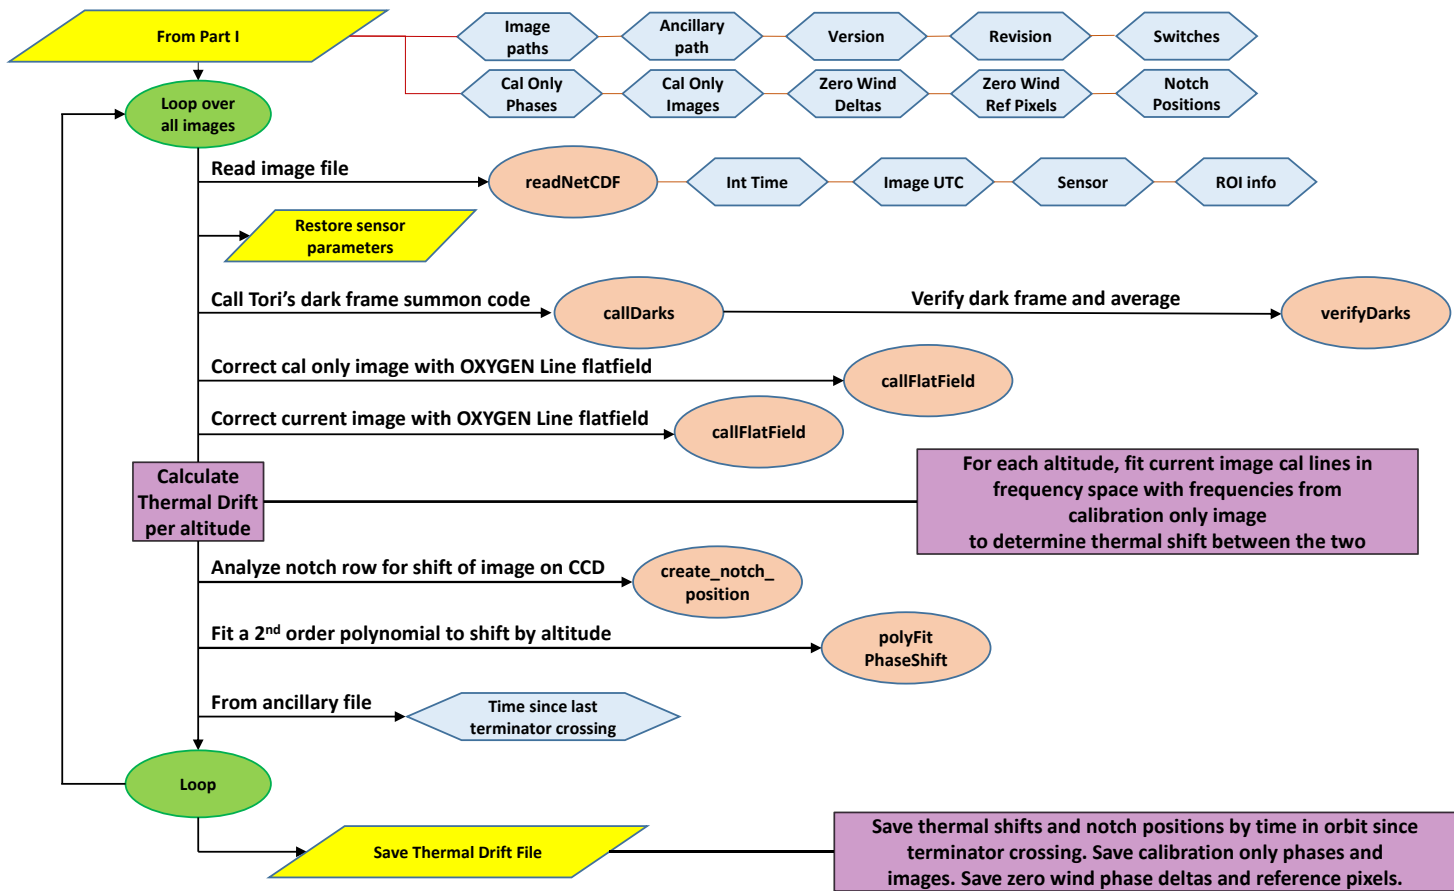 From Part I
Image
paths
Ancillary
path
Version
Revision
Switches
Cal Only
Phases
Cal Only
Images
Zero Wind
Deltas
Zero Wind
Ref Pixels
Notch
Positions
Loop over
all images
Read image file
readNetCDF
Int Time
Image UTC
Sensor
ROI info
Restore sensor
parameters
Call Tori's dark frame summon code
callDarks
Verify dark frame and average
verifyDarks
Correct cal only image with OXYGEN Line flatfield
callFlatField
Correct current image with OXYGEN Line flatfield
callFlatField
Calculate
Thermal Drift
per altitude
For each altitude, fit current image cal lines in
frequency space with frequencies from
calibration only image
to determine thermal shift between the two
Analyze notch row for shift of image on CCD
create_notch_
position
Fit a 2nd order polynomial to shift by altitude
polyFit
PhaseShift
From ancillary file
Time since last
terminator crossing
Loop
Save Thermal Drift File
Save thermal shifts and notch positions by time in orbit since
terminator crossing. Save calibration only phases and
images. Save zero wind phase deltas and reference pixels.